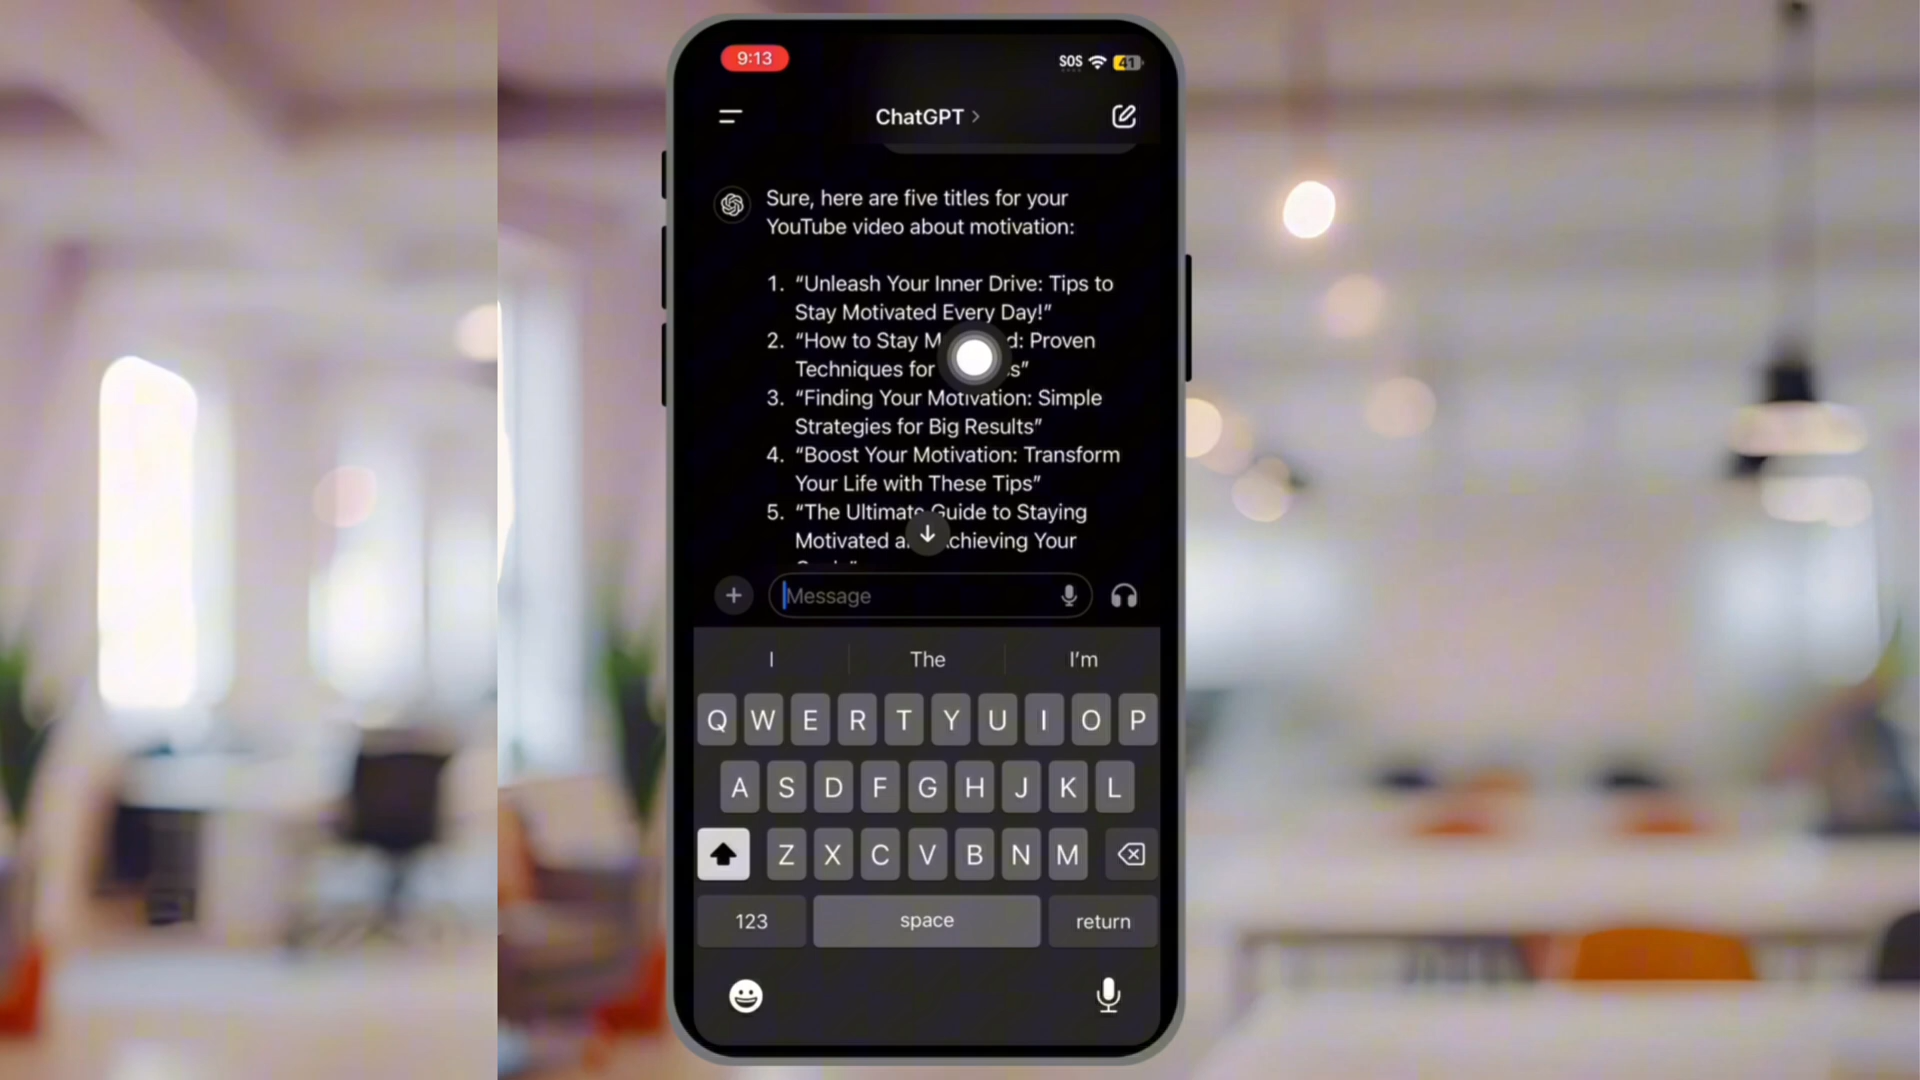 9:13
SOS
41
ChatGPT
Sure, here are five titles for your
YouTube video about motivation:
1. “Unleash Your Inner Drive: Tips to
Stay Motivated Every Day!”
2. “How to Stay M d: Proven
Techniques for s”
3. “Finding Your Motivation: Simple
Strategies for Big Results”
4. “Boost Your Motivation: Transform
Your Life with These Tips”
5. “The Ultimate Guide to Staying
Motivated a chieving Your
Message
I The I’m
Q W E R T Y U I O P
A S D F G H J K L
Z X C V B N M
123 space return